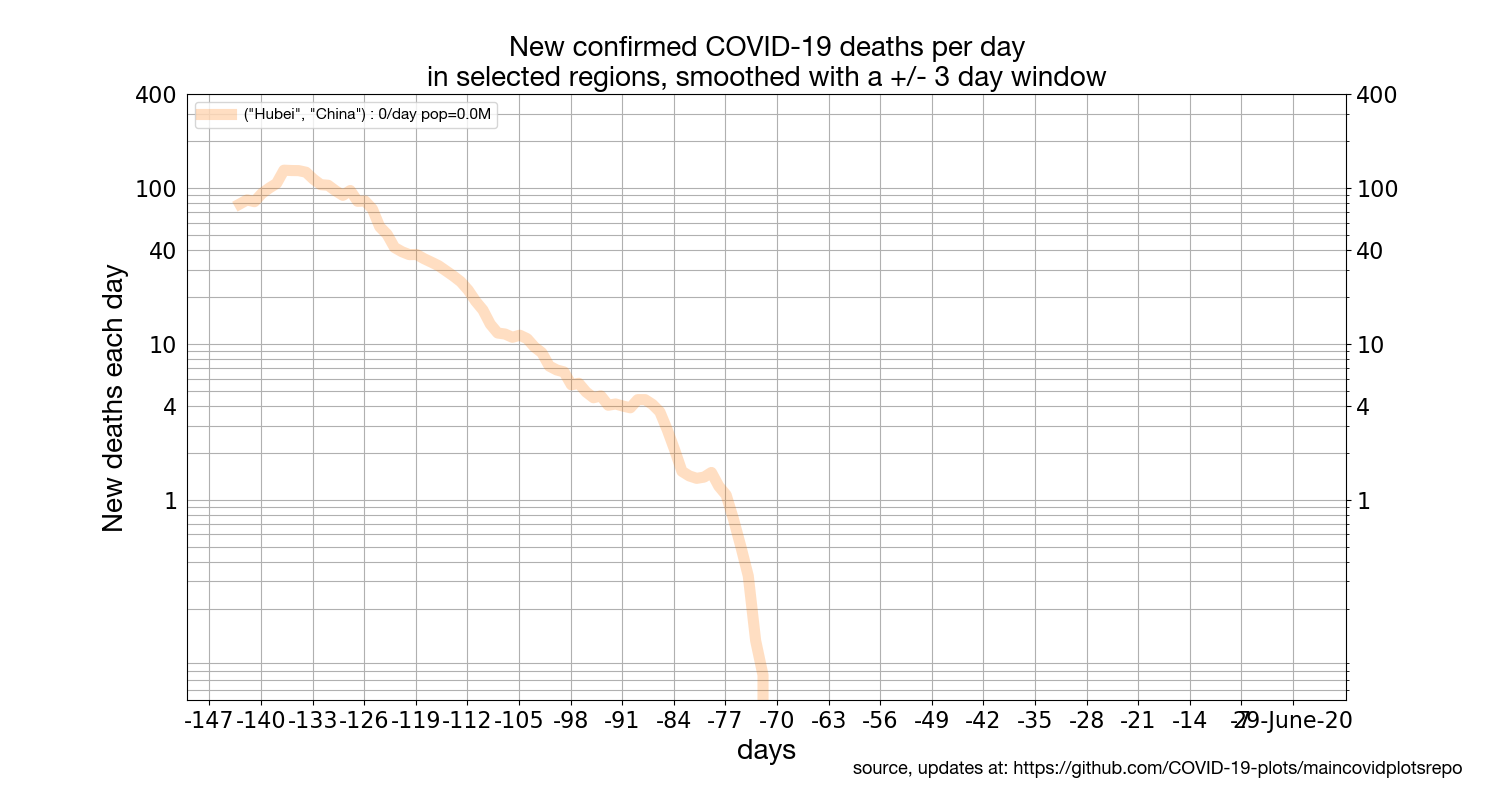 New confirmed COVID-19 deaths per day
in selected regions, smoothed with a +/- 3 day window
("Hubei", "China") : 0/day pop=0.0M
400
100
40
10
4
1
New deaths each day
400
100
40
10
4
1
-147 -140 -133 -126 -119 -112 -105 -98 -91 -84 -77 -70 -63 -56 -49 -42 -35 -28 -21 -14 -7 29-June-20
days
source, updates at: https://github.com/COVID-19-plots/maincovidplotsrepo